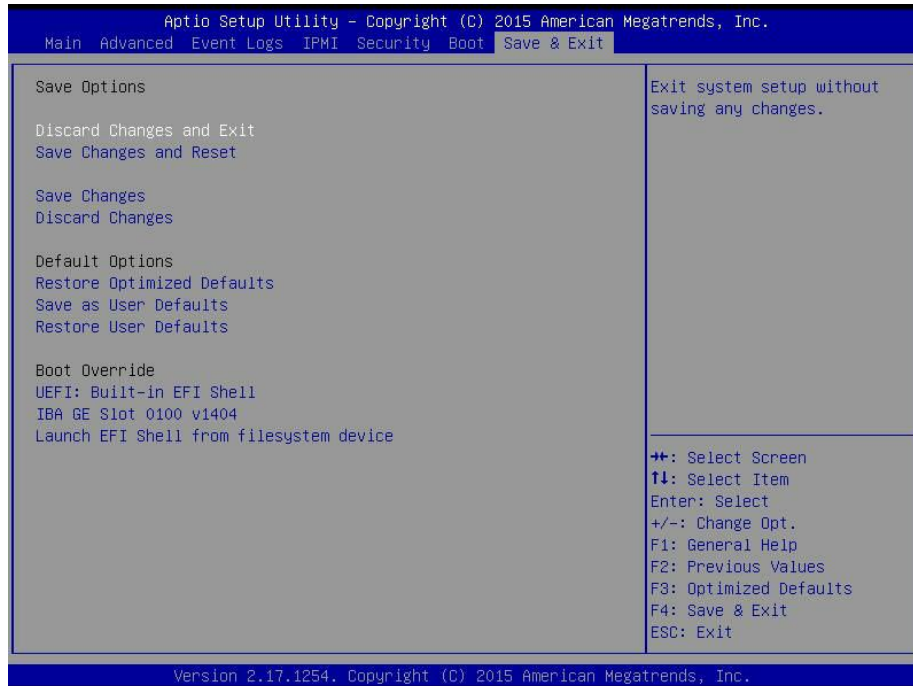 Aptio Setup Utility – Copyright (C) 2015 American Megatrends, Inc.
Main Advanced Event Logs IPMI Security Boot Save & Exit
Save Options
Discard Changes and Exit
Save Changes and Reset
Save Changes
Discard Changes
Default Options
Restore Optimized Defaults
Save as User Defaults
Restore User Defaults
Boot Override
UEFI: Built-in EFI Shell
IBA GE Slot 0100 v1404
Launch EFI Shell from filesystem device
Exit system setup without
saving any changes.
→←: Select Screen
↑↓: Select Item
Enter: Select
+/-: Change Opt.
F1: General Help
F2: Previous Values
F3: Optimized Defaults
F4: Save & Exit
ESC: Exit
Version 2.17.1254. Copyright (C) 2015 American Megatrends, Inc.